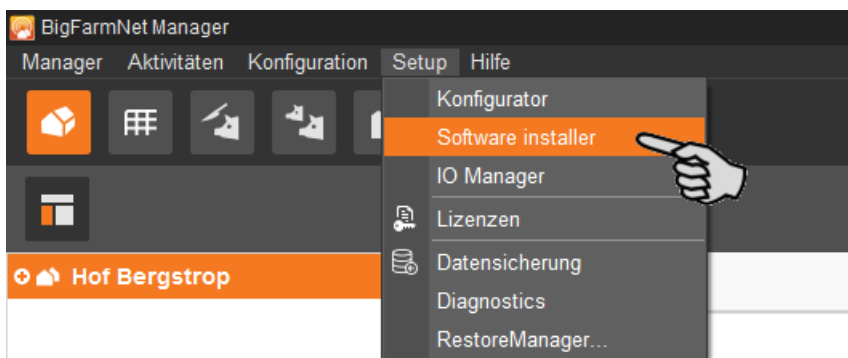 BigFarmNet Manager
Manager Aktivitäten Konfiguration Setup Hilfe
Konfigurator
Software installer
IO Manager
Lizenzen
Hof Bergstrop
Datensicherung
Diagnostics
RestoreManager...